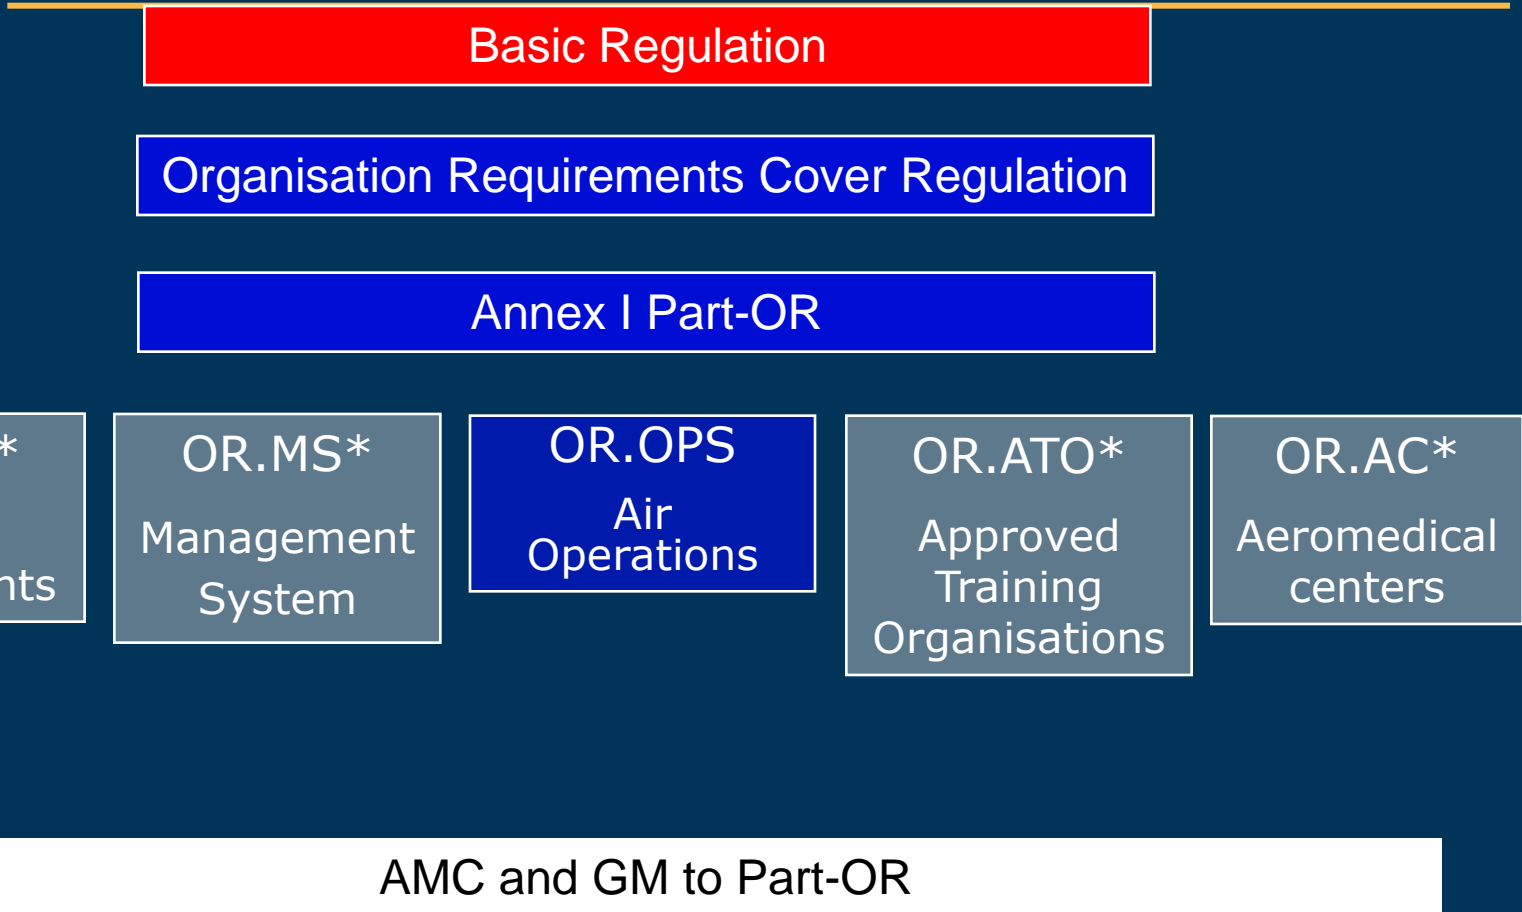 Basic Regulation
Organisation Requirements Cover Regulation
Annex I Part-OR
*
nts
OR.MS*
Management
System
OR.OPS
Air
Operations
OR.ATO*
Approved
Training
Organisations
OR.AC*
Aeromedical
centers
AMC and GM to Part-OR